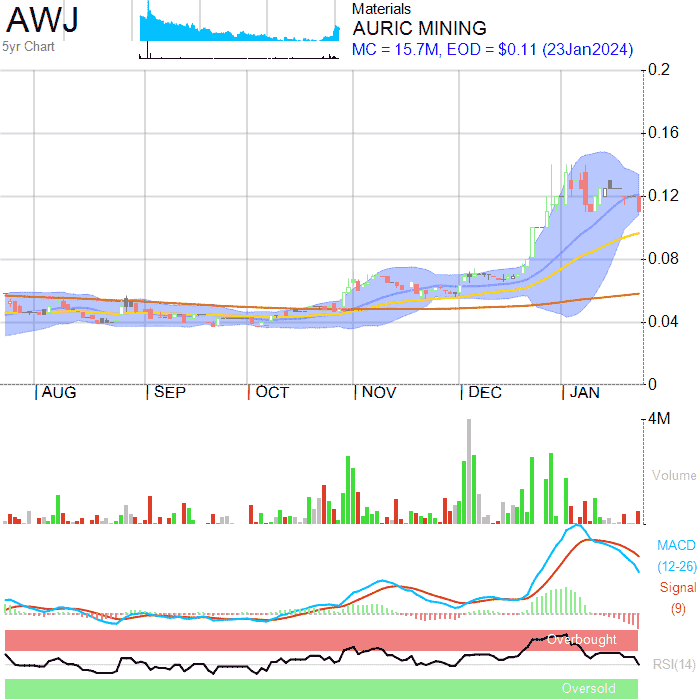 AWJ
5yr Chart
Materials
AURIC MINING
MC = 15.7M, EOD = $0.11 (23Jan2024)
0.2
0.16
0.12
0.08
0.04
0
AUG SEP OCT NOV DEC JAN
4M
Volume
MACD
(12-26)
Signal
(9)
Overbought
RSI(14)
Oversold